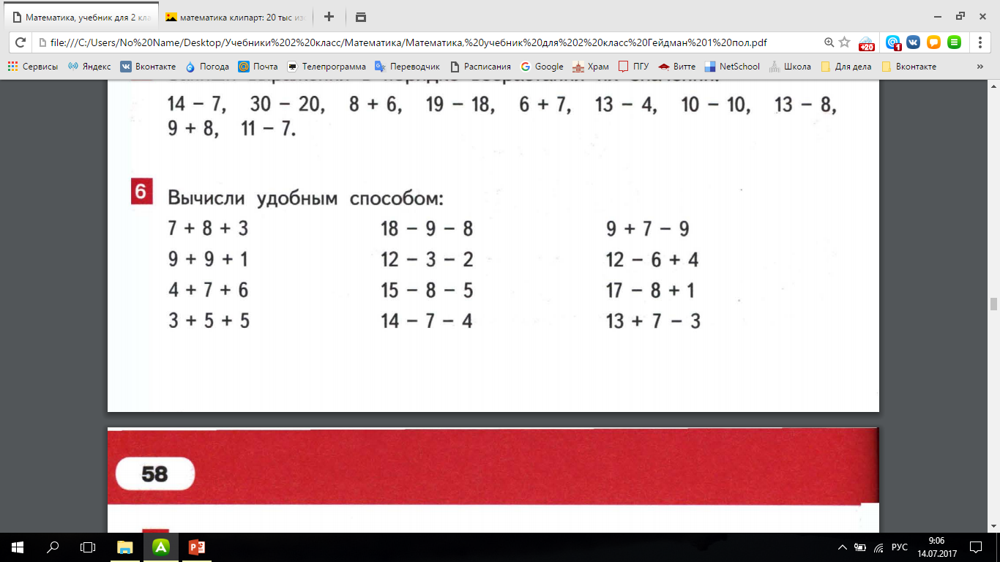 Математика, учебник для 2 кла
математика клипарт: 20 тыс изо
file:///C:/Users/No%20Name/Desktop/Учебники%202%20класс/Математика/Математика,%20учебник%20для%202%20класс%20Гейдман%201%20пол.pdf
+20
1
Сервисы Яндекс Вконтакте Погода Почта Телепрограмма Переводчик Расписания Google Храм ПГУ Витте NetSchool Школа Для дела Вконтакте »
14 – 7, 30 – 20, 8 + 6, 19 – 18, 6 + 7, 13 – 4, 10 – 10, 13 – 8,
9 + 8, 11 – 7.
6 Вычисли удобным способом:
7 + 8 + 3 18 – 9 – 8 9 + 7 – 9
9 + 9 + 1 12 – 3 – 2 12 – 6 + 4
4 + 7 + 6 15 – 8 – 5 17 – 8 + 1
3 + 5 + 5 14 – 7 – 4 13 + 7 – 3
58
РУС
9:06
14.07.2017